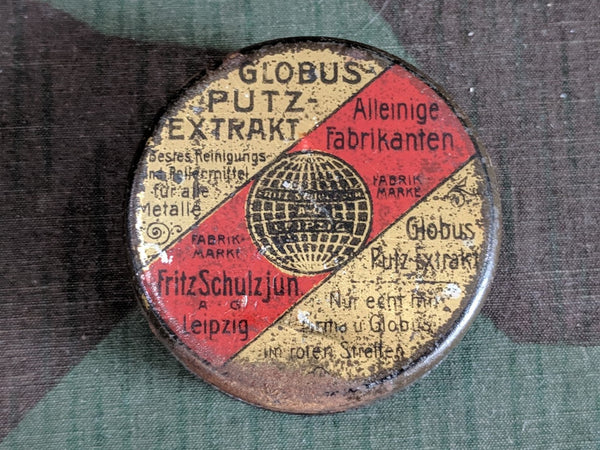 GLOBUS-
PUTZ-
EXTRAKT
Bestes Reinigungs-
und Poliermittel
für alle
Metalle
Alleinige
Fabrikanten
FABRIK-
MARKE
FABRIK-
MARKE
Fritz Schulz jun
A-G
Leipzig
Globus
Putz-Extrakt
Nur echt mit
Firma u Globus
im roten Streifen